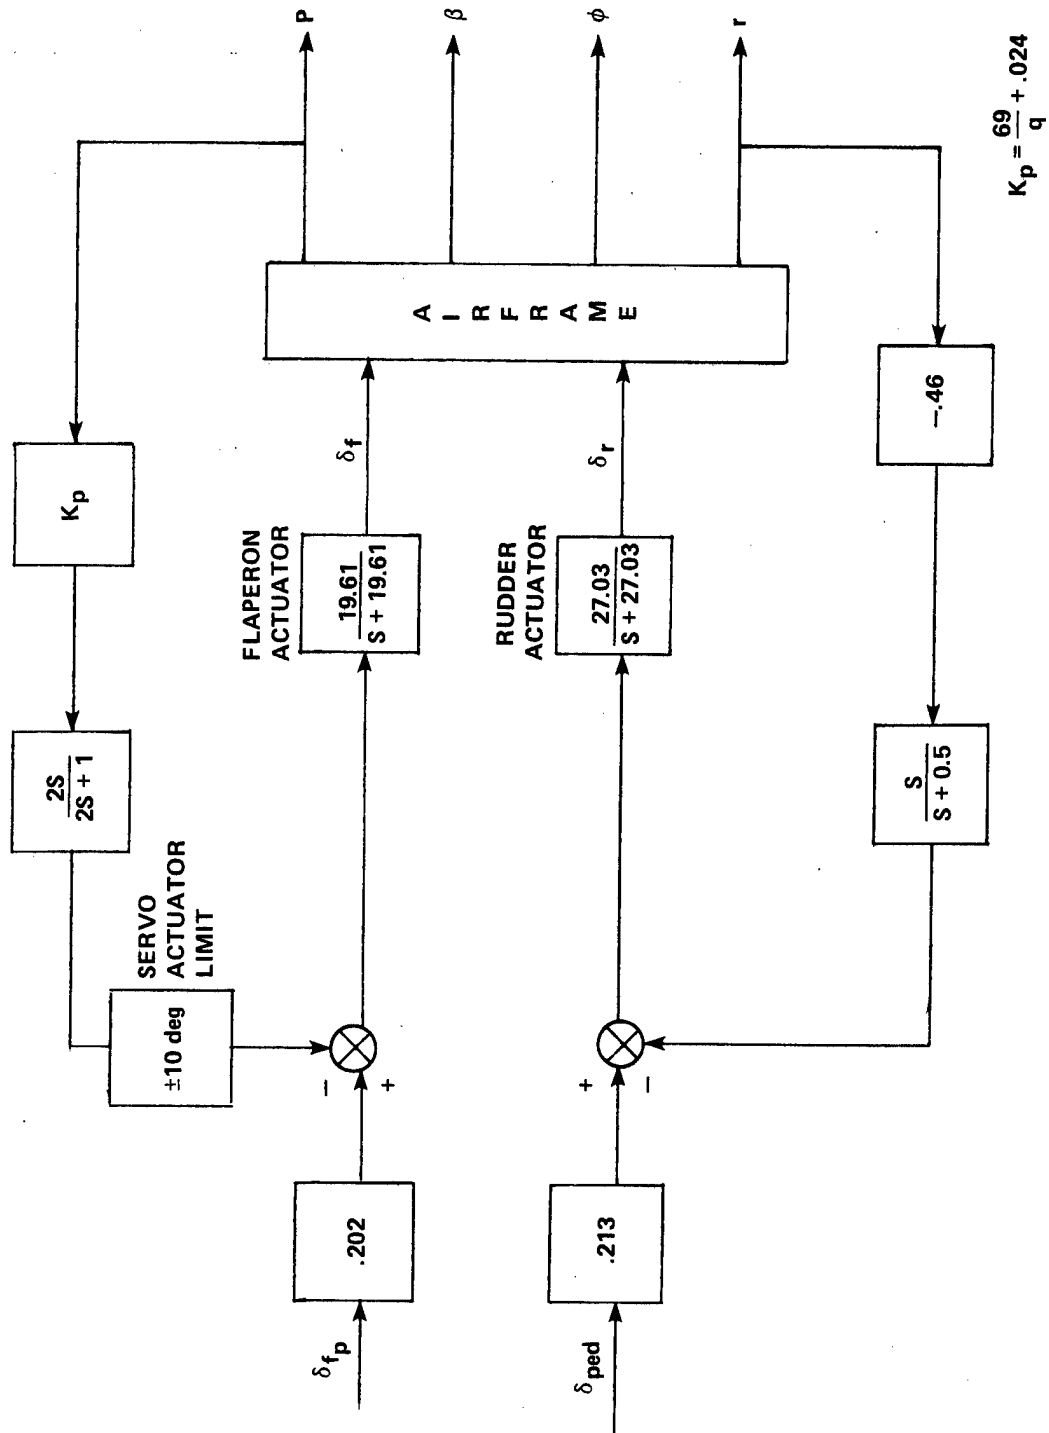 δfp
.202
δped
.213
±10 deg
SERVO
ACTUATOR
LIMIT
2S
2S + 1
Kp
FLAPERON
ACTUATOR
19.61
S + 19.61
δf
RUDDER
ACTUATOR
27.03
S + 27.03
δr
AIRFRAME
P
β
ϕ
r
-.46
S
S + 0.5
+
-
+
-
Kp = 69/q + .024